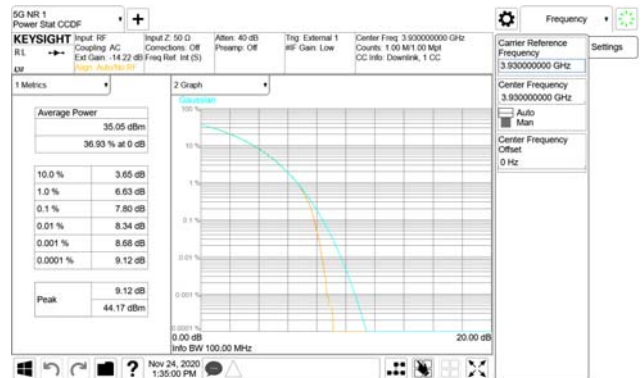 5G NR 1
Power Stat CCDF
KEYSIGHT
RL
Input: RF
Coupling: AC
Ext Gain: -14.22 dB
Align: Auto/No RF
Input Z: 50 Ω
Corrections: Off
Freq Ref: Int (S)
Atten: 40 dB
Preamp: Off
Trig: External 1
#IF Gain: Low
Center Freq: 3.930000000 GHz
Counts: 1.00 M/1.00 Mpt
CC Info: Downlink, 1 CC
1 Metrics
Average Power
35.05 dBm
36.93 % at 0 dB
10.0 % 3.65 dB
1.0 % 6.63 dB
0.1 % 7.80 dB
0.01 % 8.34 dB
0.001 % 8.68 dB
0.0001 % 9.12 dB
Peak
9.12 dB
44.17 dBm
2 Graph
Gaussian
100 %
10 %
1 %
0.1 %
0.01 %
0.001 %
0.0001 %
0.00 dB
20.00 dB
Info BW 100.00 MHz
Nov 24, 2020
1:35:00 PM
Frequency
Settings
Carrier Reference
Frequency
3.930000000 GHz
Center Frequency
3.930000000 GHz
Auto
Man
Center Frequency
Offset
0 Hz